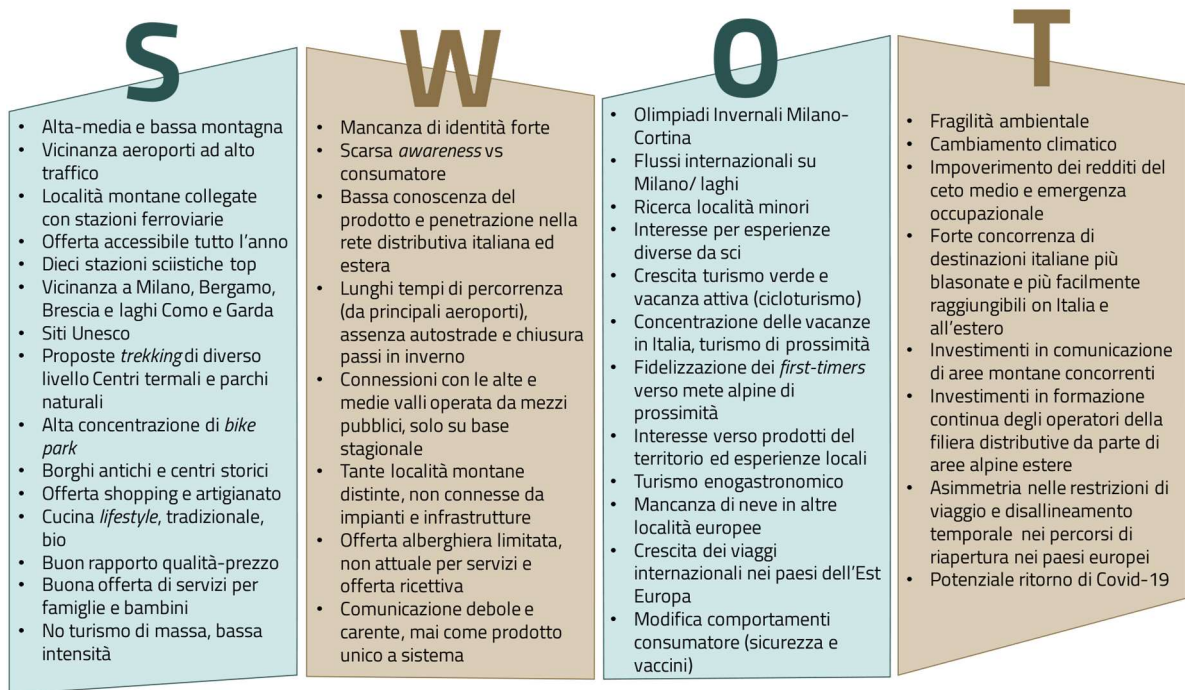 S
• Alta-media e bassa montagna
• Vicinanza aeroporti ad alto
traffico
• Località montane collegate
con stazioni ferroviarie
• Offerta accessibile tutto l'anno
• Dieci stazioni sciistiche top
• Vicinanza a Milano, Bergamo,
Brescia e laghi Como e Garda
• Siti Unesco
• Proposte trekking di diverso
livello Centri termali e parchi
naturali
• Alta concentrazione di bike
park
• Borghi antichi e centri storici
• Offerta shopping e artigianato
• Cucina lifestyle, tradizionale,
bio
• Buon rapporto qualità-prezzo
• Buona offerta di servizi per
famiglie e bambini
• No turismo di massa, bassa
intensità
W
• Mancanza di identità forte
• Scarsa awareness vs
consumatore
• Bassa conoscenza del
prodotto e penetrazione nella
rete distributiva italiana ed
estera
• Lunghi tempi di percorrenza
(da principali aeroporti),
assenza autostrade e chiusura
passi in inverno
• Connessioni con le alte e
medie valli operata da mezzi
pubblici, solo su base
stagionale
• Tante località montane
distinte, non connesse da
impianti e infrastrutture
• Offerta alberghiera limitata,
non attuale per servizi e
offerta ricettiva
• Comunicazione debole e
carente, mai come prodotto
unico a sistema
O
• Olimpiadi Invernali Milano-
Cortina
• Flussi internazionali su
Milano/ laghi
• Ricerca località minori
• Interesse per esperienze
diverse da sci
• Crescita turismo verde e
vacanza attiva (cicloturismo)
• Concentrazione delle vacanze
in Italia, turismo di prossimità
• Fidelizzazione dei first-timers
verso mete alpine di
prossimità
• Interesse verso prodotti del
territorio ed esperienze locali
• Turismo enogastronomico
• Mancanza di neve in altre
località europee
• Crescita dei viaggi
internazionali nei paesi dell'Est
Europa
• Modifica comportamenti
consumatore (sicurezza e
vaccini)
T
• Fragilità ambientale
• Cambiamento climatico
• Impoverimento dei redditi del
ceto medio e emergenza
occupazionale
• Forte concorrenza di
destinazioni italiane più
blasonate e più facilmente
raggiungibili on Italia e
all'estero
• Investimenti in comunicazione
di aree montane concorrenti
• Investimenti in formazione
continua degli operatori della
filiera distributive da parte di
aree alpine estere
• Asimmetria nelle restrizioni di
viaggio e disallineamento
temporale nei percorsi di
riapertura nei paesi europei
• Potenziale ritorno di Covid-19